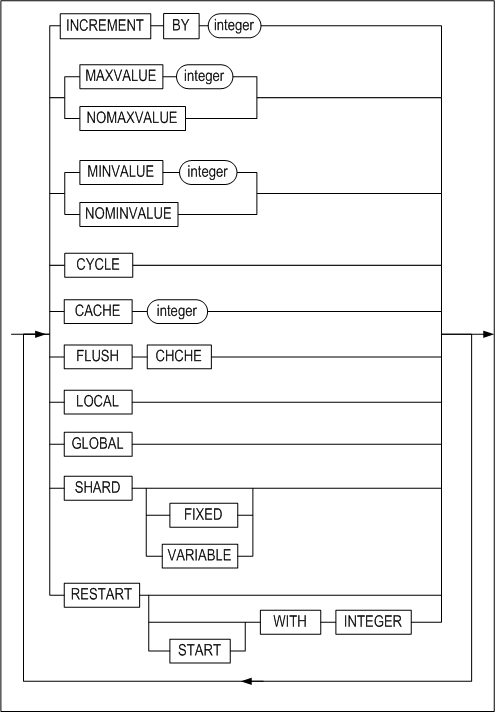 INCREMENT BY integer
MAXVALUE integer
NOMAXVALUE
MINVALUE integer
NOMINVALUE
CYCLE
CACHE integer
FLUSH CHCHE
LOCAL
GLOBAL
SHARD
FIXED
VARIABLE
RESTART
WITH INTEGER
START